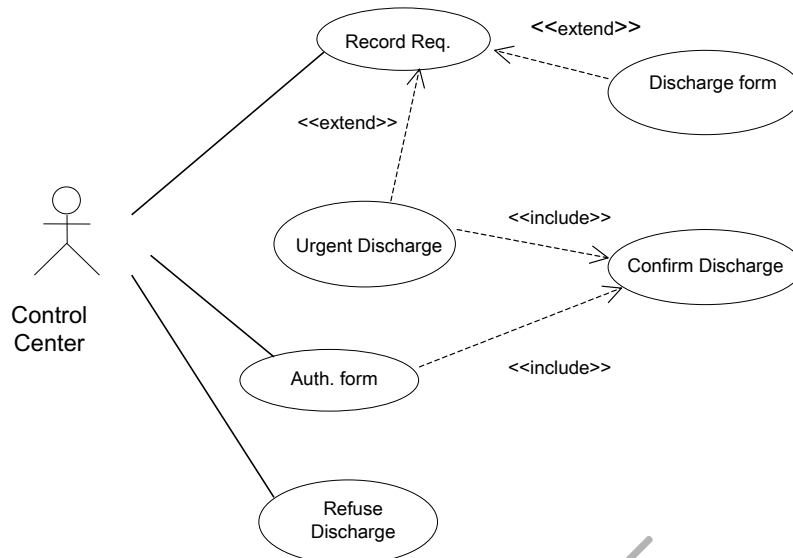 Record Req.
<<extend>>
Discharge form
<<extend>>
Urgent Discharge
<<include>>
Confirm Discharge
Control
Center
Auth. form
<<include>>
Refuse
Discharge